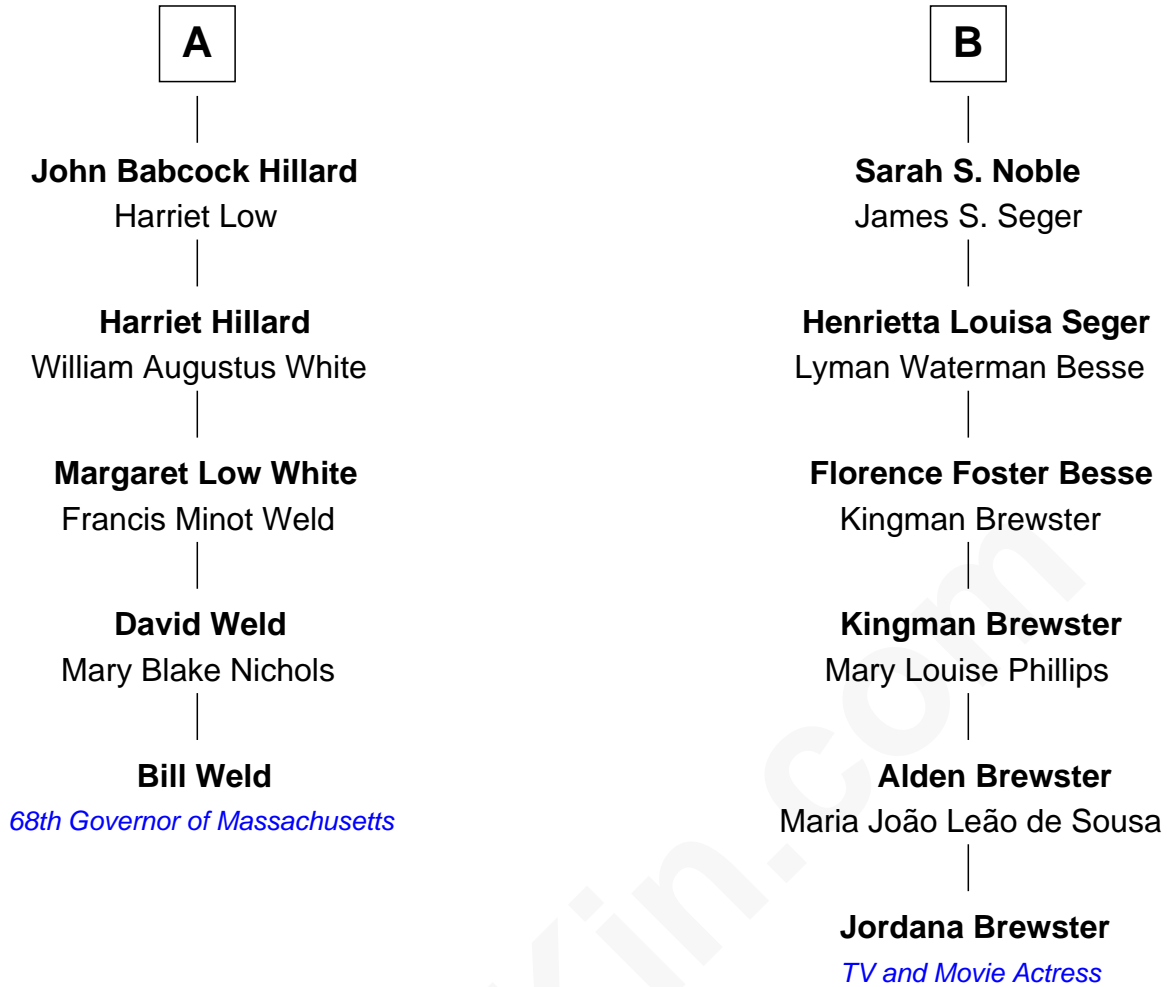 A
John Babcock Hillard
Harriet Low
Harriet Hillard
William Augustus White
Margaret Low White
Francis Minot Weld
David Weld
Mary Blake Nichols
Bill Weld
68th Governor of Massachusetts
B
Sarah S. Noble
James S. Seger
Henrietta Louisa Seger
Lyman Waterman Besse
Florence Foster Besse
Kingman Brewster
Kingman Brewster
Mary Louise Phillips
Alden Brewster
Maria João Leão de Sousa
Jordana Brewster
TV and Movie Actress
Kin.com